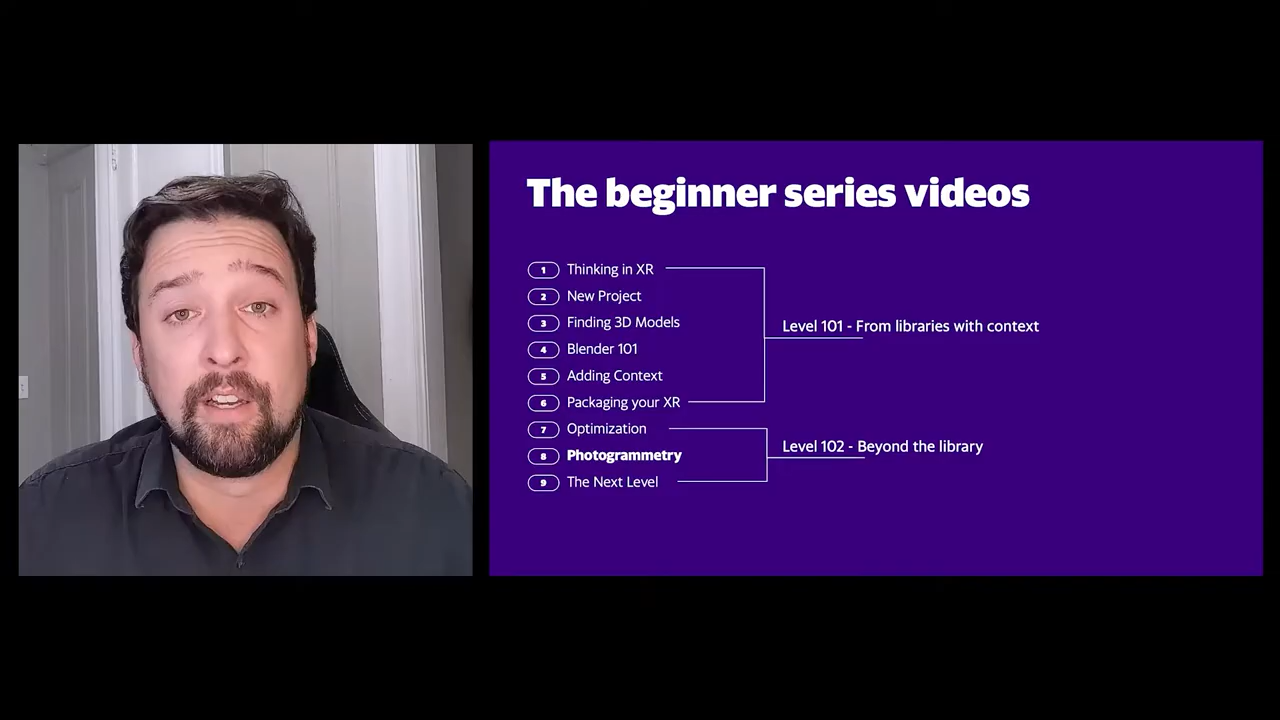 The beginner series videos
1 Thinking in XR
2 New Project
3 Finding 3D Models
4 Blender 101
5 Adding Context
6 Packaging your XR
Level 101 - From libraries with context
7 Optimization
8 Photogrammetry
9 The Next Level
Level 102 - Beyond the library